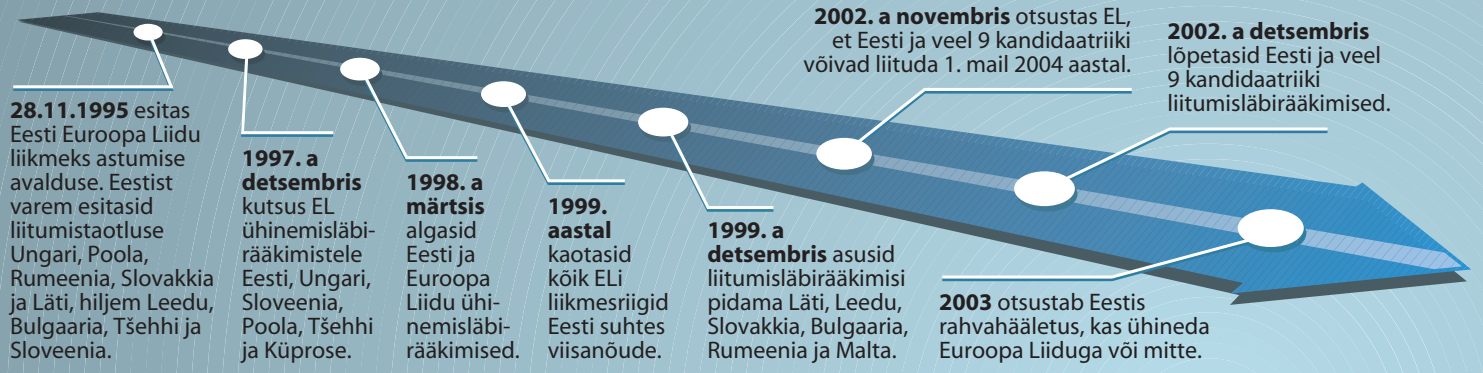 28.11.1995 esitas
Eesti Euroopa Liidu
liikmeks astumise
avalduse. Eestist
varem esitasid
liitumistaotluse
Ungari, Poola,
Rumeenia, Slovakkia
ja Läti, hiljem Leedu,
Bulgaaria, Tšehhi ja
Sloveenia.
1997. a
detsembris
kutsus EL
ühinemisläbi-
rääkimistele
Eesti, Ungari,
Sloveenia,
Poola, Tšehhi
ja Küprose.
1998. a
märtsis
algasid
Eesti ja
Euroopa
Liidu ühi-
nemisläbi-
rääkimised.
1999.
aastal
kaotasid
kõik ELi
liikmesriigid
Eesti suhtes
viisanõude.
1999. a
detsembris asusid
liitumisläbirääkimisi
pidama Läti, Leedu,
Slovakkia, Bulgaaria,
Rumeenia ja Malta.
2002. a novembris otsustas EL,
et Eesti ja veel 9 kandidaatriiki
võivad liituda 1. mail 2004 aastal.
2002. a detsembris
lõpetasid Eesti ja veel
9 kandidaatriiki
liitumisläbirääkimised.
2003 otsustab Eestis
rahvahääletus, kas ühineda
Euroopa Liiduga või mitte.